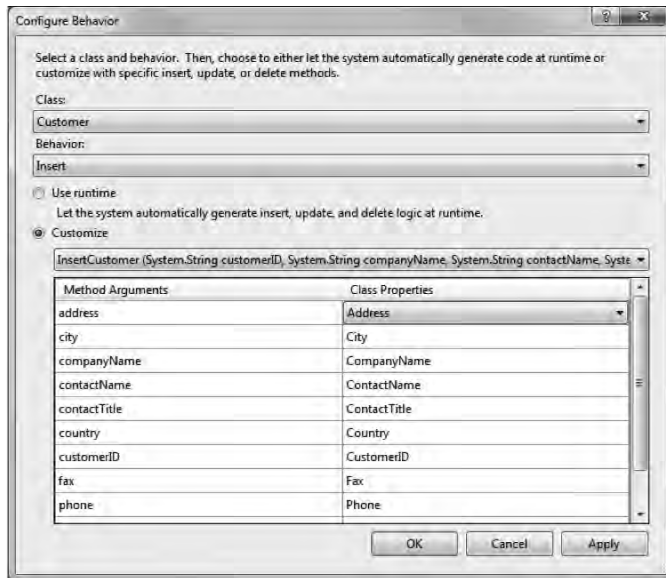 Configure Behavior
Select a class and behavior. Then, choose to either let the system automatically generate code at runtime or
customize with specific insert, update, or delete methods.
Class:
Customer
Behavior:
Insert
Use runtime
Let the system automatically generate insert, update, and delete logic at runtime.
Customize
InsertCustomer (System.String customerID, System.String companyName, System.String contactName, Syste
Method Arguments Class Properties
address Address
city City
companyName CompanyName
contactName ContactName
contactTitle ContactTitle
country Country
customerID CustomerID
fax Fax
phone Phone
OK Cancel Apply